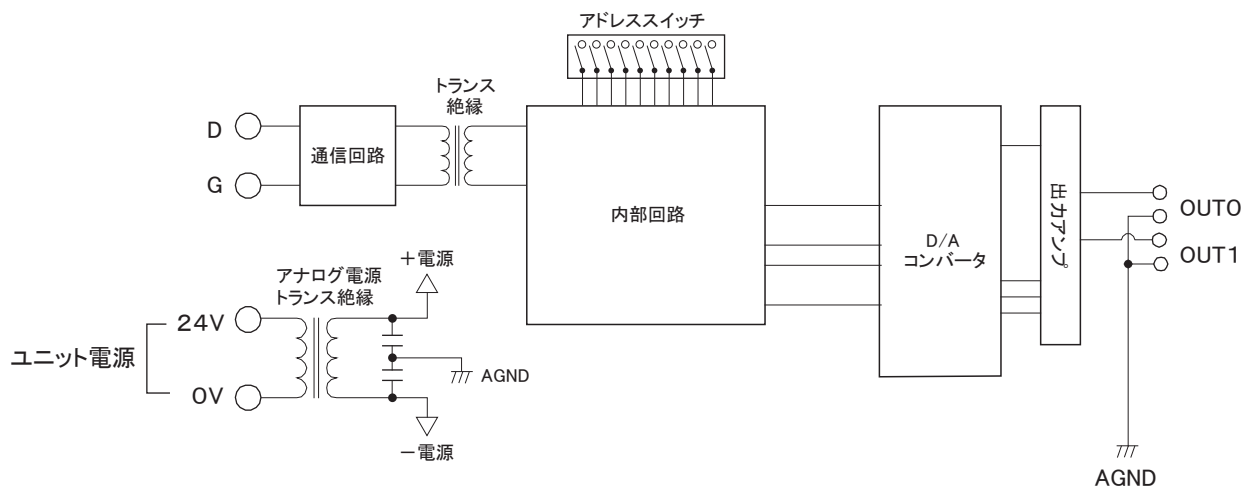 アドレススイッチ
トランス
絶縁
D
通信回路
G
内部回路
D/A
コンバータ
出力アンプ
OUT0
OUT1
AGND
ユニット電源
24V
0V
アナログ電源
トランス絶縁
+電源
AGND
-電源